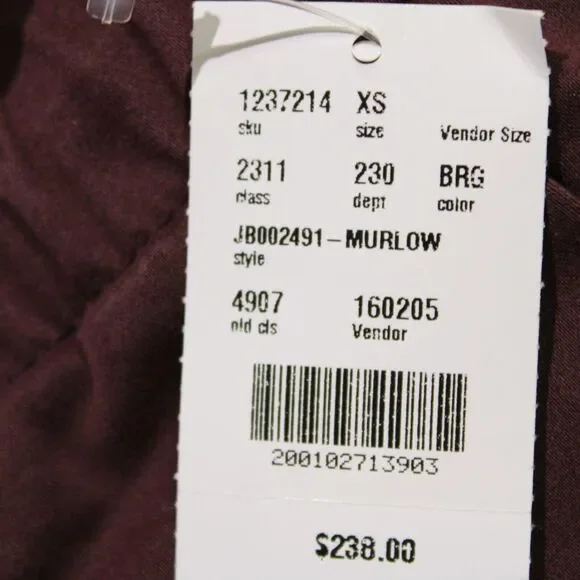 1237214 XS
sku size Vendor Size
2311 230 BRG
class dept color
JB002491-MURLOW
style
4907 160205
old cls Vendor
200102713903
$238.00